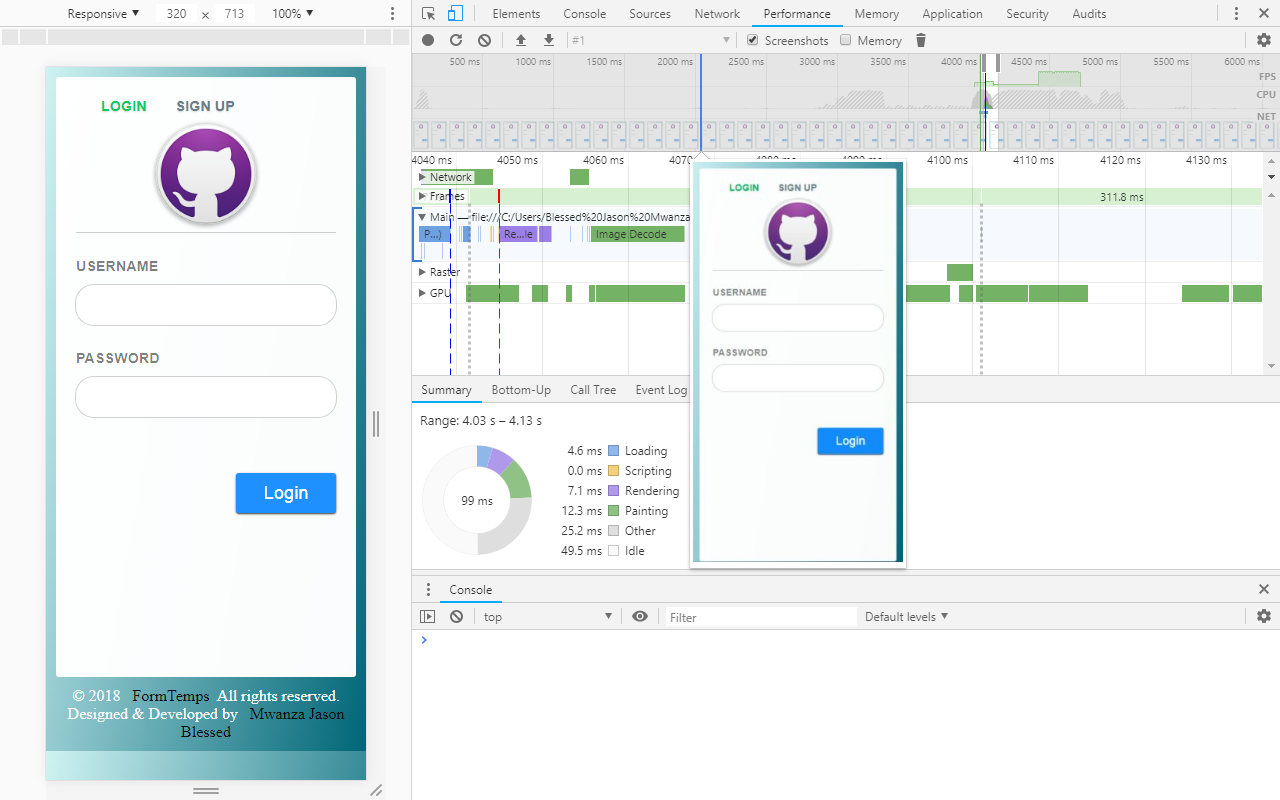 Responsive ▼ 320 × 713 100% ▼
Elements Console Sources Network Performance Memory Application Security Audits
#1 Screenshots Memory
500 ms 1000 ms 1500 ms 2000 ms 2500 ms 3000 ms 3500 ms 4000 ms 4500 ms 5000 ms 5500 ms 6000 ms
FPS
CPU
NET
4040 ms 4050 ms 4060 ms 4100 ms 4110 ms 4120 ms 4130 ms
Network
Frames 311.8 ms
Main — file:///C:/Users/Blessed%20Jason%20Mwanza
P...) Re...le Image Decode
Raster
GPU
Summary Bottom-Up Call Tree Event Log
Range: 4.03 s – 4.13 s
99 ms
4.6 ms Loading
0.0 ms Scripting
7.1 ms Rendering
12.3 ms Painting
25.2 ms Other
49.5 ms Idle
LOGIN SIGN UP
USERNAME
PASSWORD
Login
Console
top Filter Default levels ▼
LOGIN SIGN UP
USERNAME
PASSWORD
Login
© 2018 FormTemps All rights reserved.
Designed & Developed by Mwanza Jason
Blessed